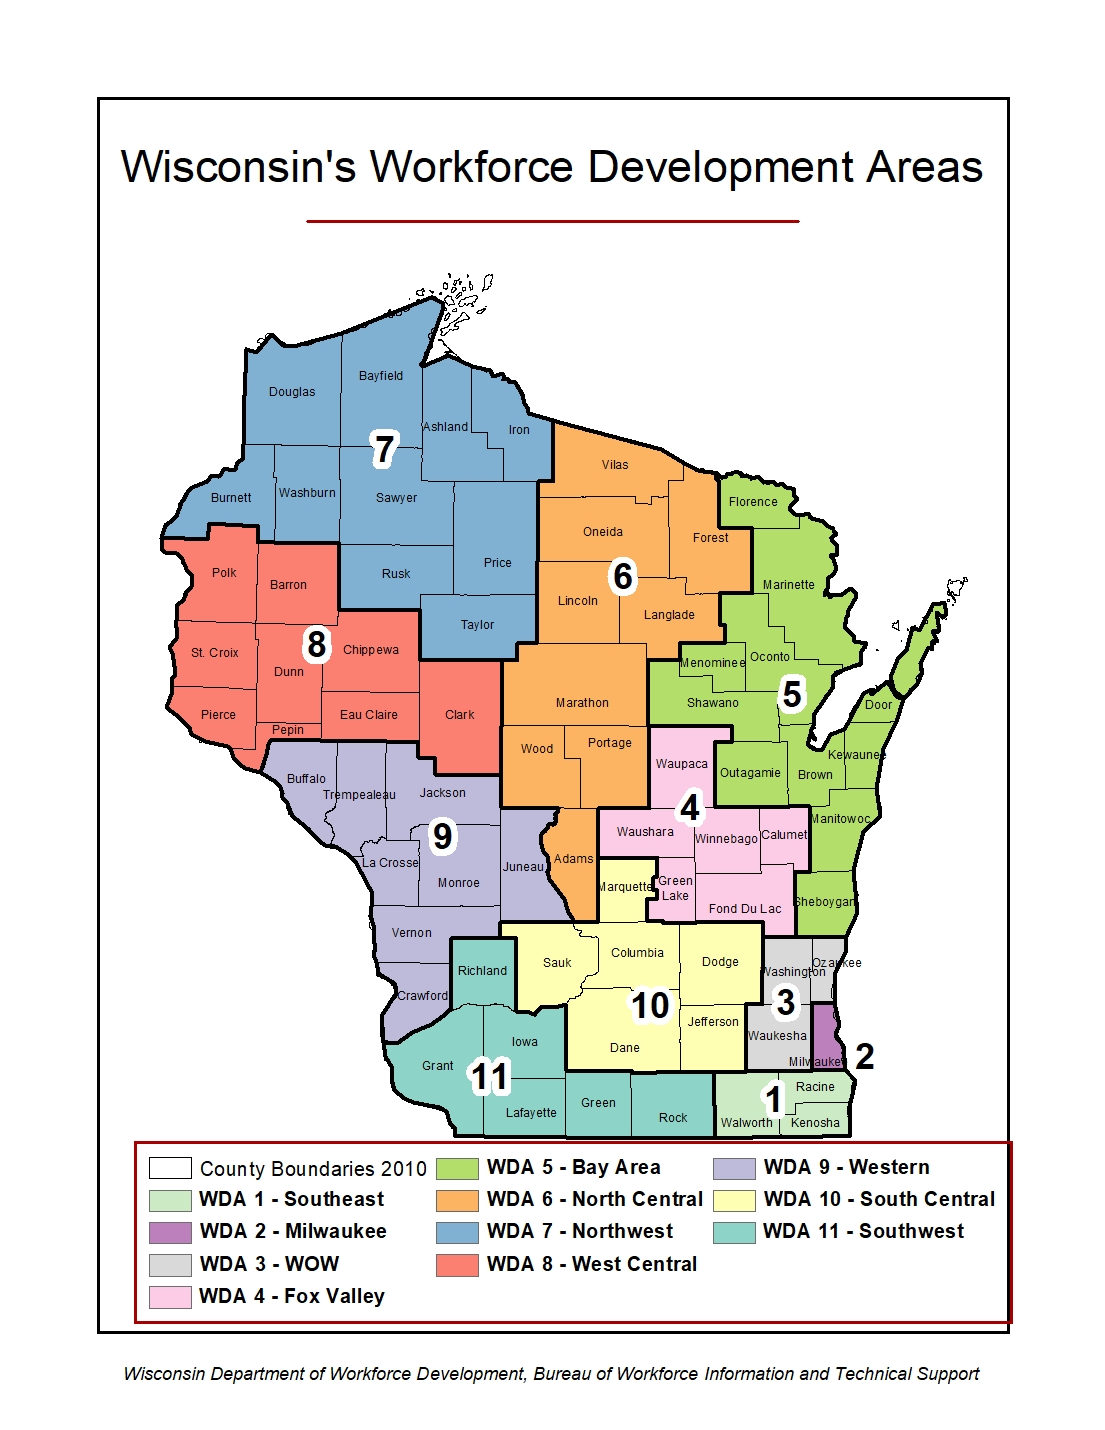 Wisconsin's Workforce Development Areas
Douglas
Bayfield
Ashland
Iron
7
Burnett
Washburn
Sawyer
Price
Rusk
Taylor
Vilas
Florence
Oneida
Forest
6
Lincoln
Langlade
Marinette
Polk
Barron
St. Croix
8
Chippewa
Dunn
Pierce
Eau Claire
Clark
Pepin
Menominee
Oconto
5
Shawano
Door
Marathon
Wood
Portage
Waupaca
Outagamie
Brown
Kewaunee
4
Manitowoc
Buffalo
Trempealeau
Jackson
9
La Crosse
Monroe
Juneau
Adams
Waushara
Winnebago
Calumet
Marquette
Green
Lake
Fond Du Lac
Sheboygan
Vernon
Crawford
Richland
Sauk
Columbia
Dodge
Washington
Ozaukee
10
3
Dane
Jefferson
Waukesha
Milwaukee
2
Grant
Iowa
11
Lafayette
Green
Rock
1
Racine
Walworth
Kenosha
County Boundaries 2010
WDA 1 - Southeast
WDA 2 - Milwaukee
WDA 3 - WOW
WDA 4 - Fox Valley
WDA 5 - Bay Area
WDA 6 - North Central
WDA 7 - Northwest
WDA 8 - West Central
WDA 9 - Western
WDA 10 - South Central
WDA 11 - Southwest
Wisconsin Department of Workforce Development, Bureau of Workforce Information and Technical Support